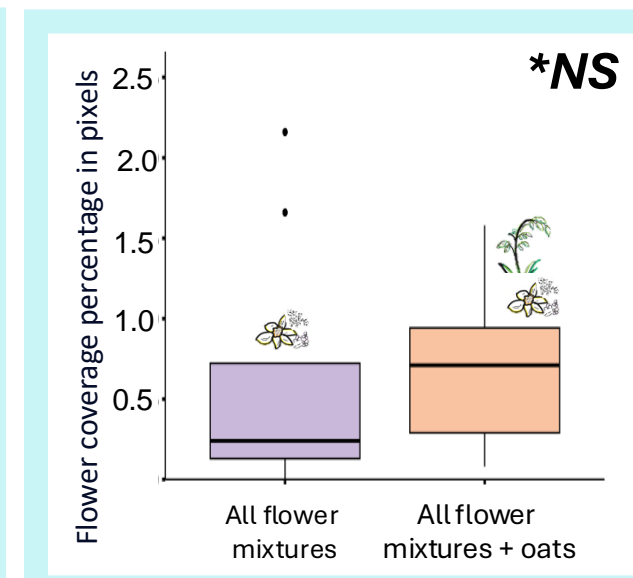 Flower coverage percentage in pixels
2.5
2.0
1.5
1.0
0.5
*NS
All flower
mixtures
All flower
mixtures + oats